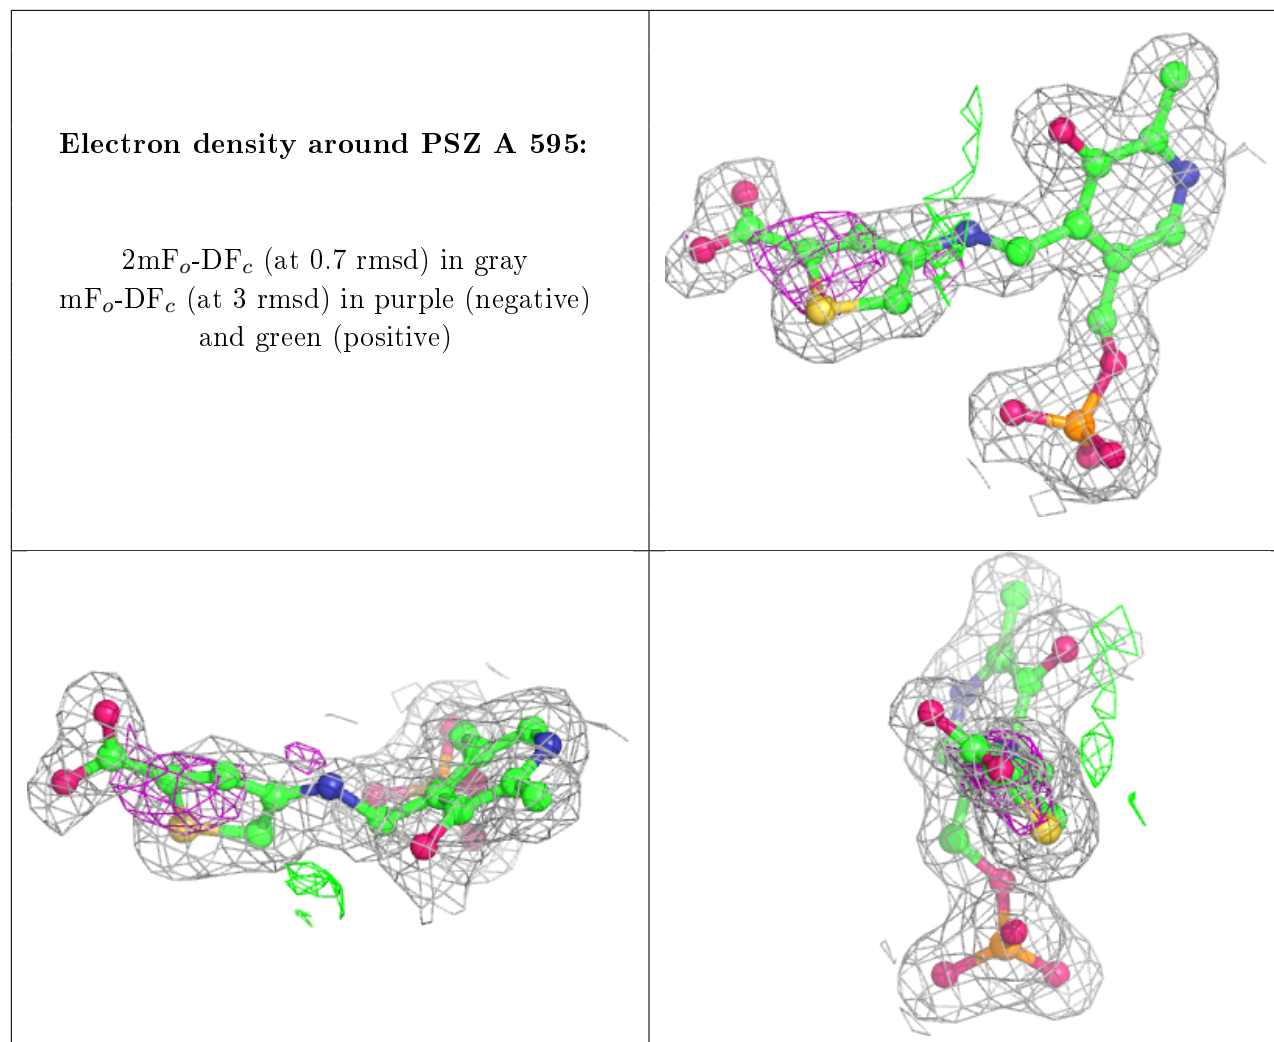 Electron density around PSZ A 595:
2mFo-DFc (at 0.7 rmsd) in gray
mFo-DFc (at 3 rmsd) in purple (negative)
and green (positive)